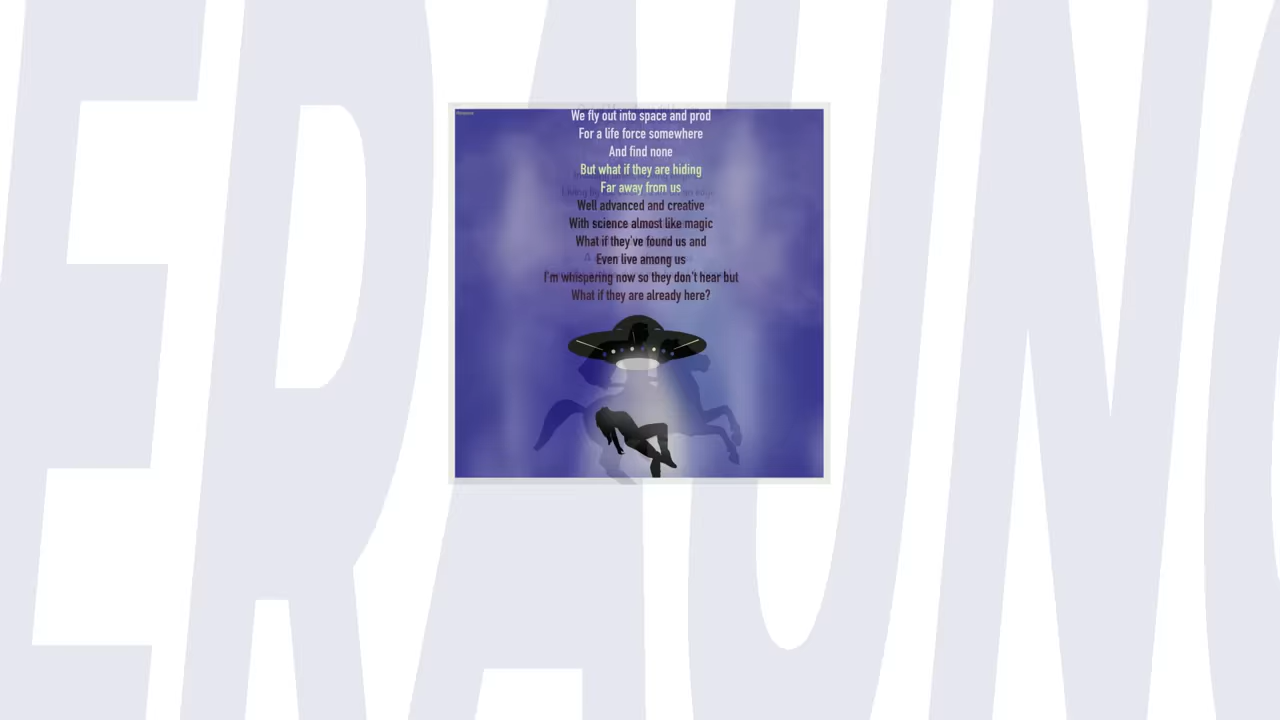 ERAUNC
We fly out into space and prod
For a life force somewhere
And find none
But what if they are hiding
Far away from us
Well advanced and creative
With science almost like magic
What if they've found us and
Even live among us
I'm whispering now so they don't hear but
What if they are already here?